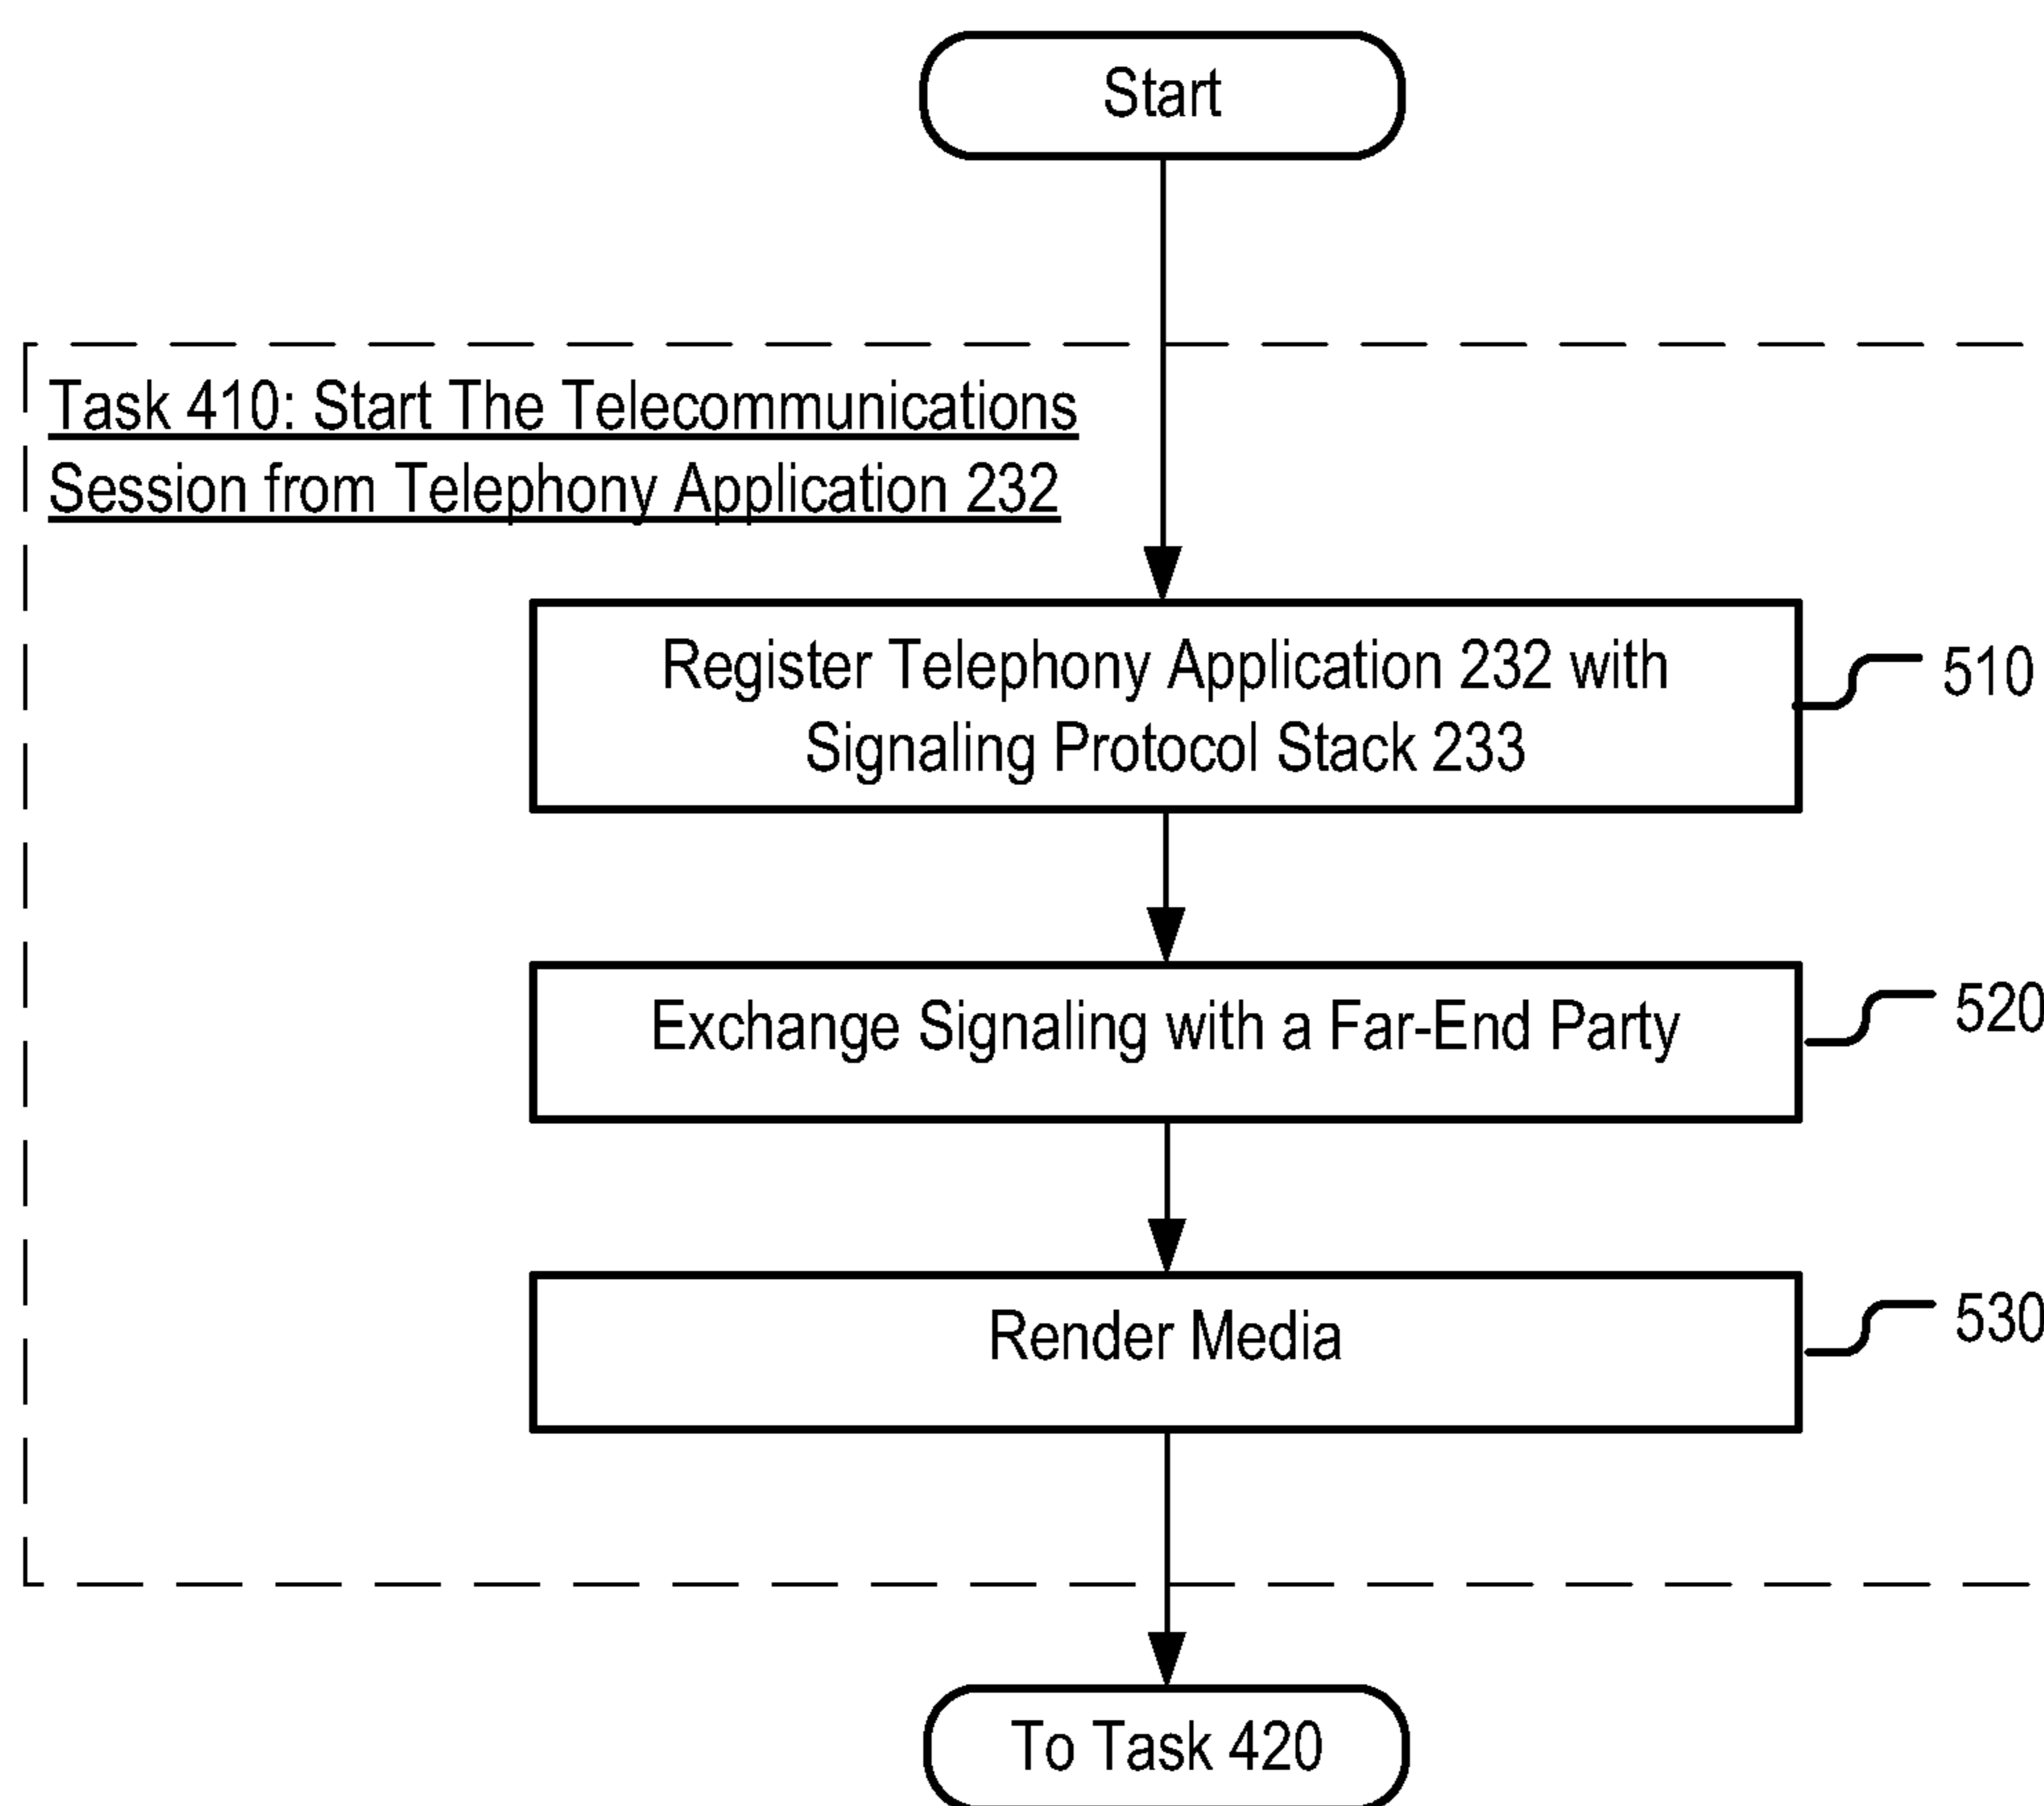 Start
Task 410: Start The Telecommunications
Session from Telephony Application 232
Register Telephony Application 232 with
Signaling Protocol Stack 233
510
Exchange Signaling with a Far-End Party
520
Render Media
530
To Task 420